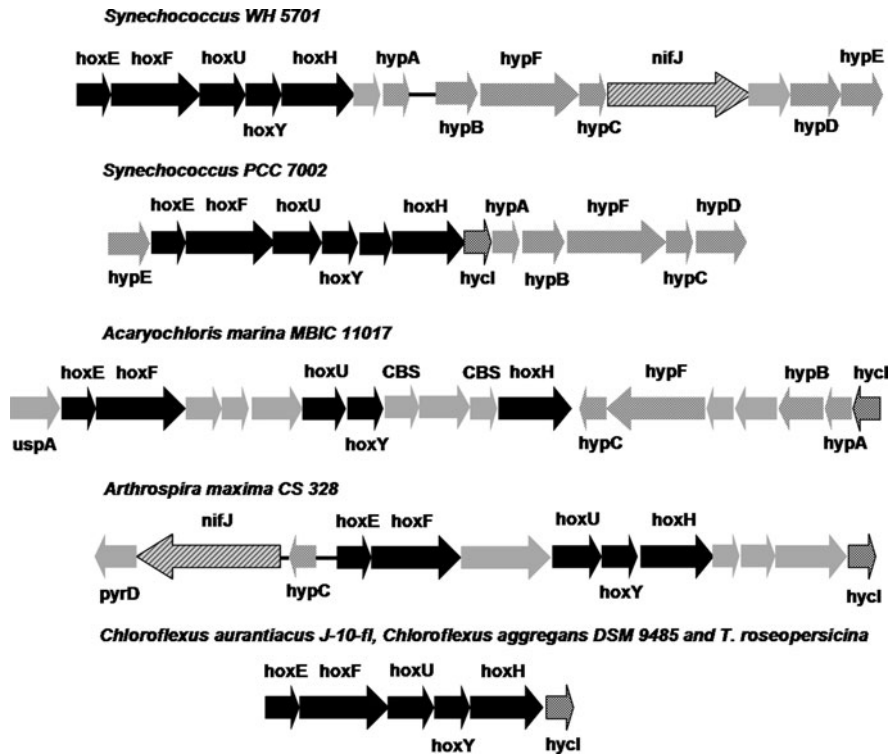 Synechococcus WH 5701
hoxE hoxF hoxU hoxH hypA hypF nifJ hypE
hoxY hypB hypC hypD
Synechococcus PCC 7002
hoxE hoxF hoxU hoxH hypA hypF hypD
hypE hoxY hycI hypB hypC
Acaryochloris marina MBIC 11017
hoxE hoxF hoxU CBS CBS hoxH hypF hypB hycI
uspA hoxY hypC hypA
Arthrospira maxima CS 328
nifJ hoxE hoxF hoxU hoxH
pyrD hypC hoxY hycI
Chloroflexus aurantiacus J-10-fl, Chloroflexus aggregans DSM 9485 and T. roseopersicina
hoxE hoxF hoxU hoxH
hoxY hycI